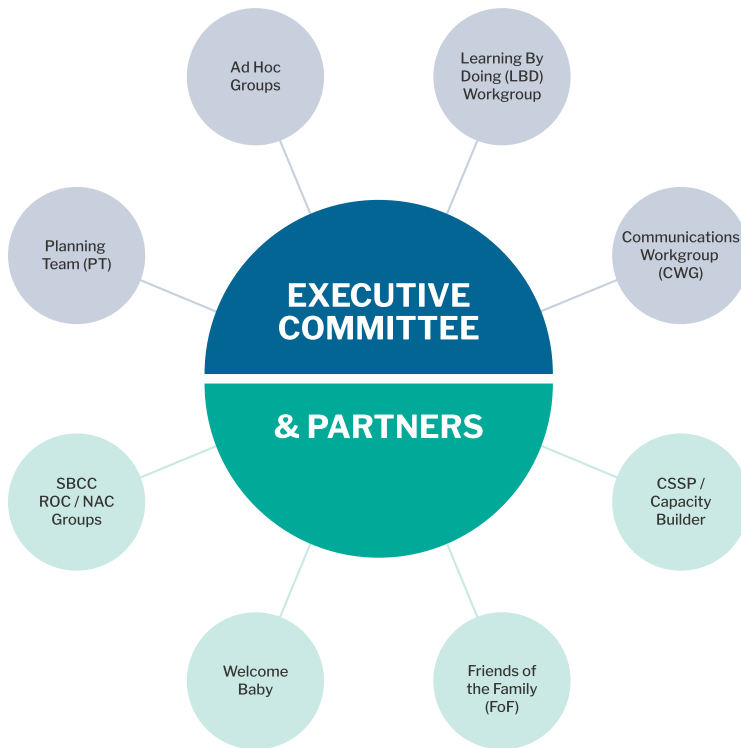 Ad Hoc
Groups
Learning By
Doing (LBD)
Workgroup
Planning
Team (PT)
Communications
Workgroup
(CWG)
EXECUTIVE
COMMITTEE
& PARTNERS
SBCC
ROC / NAC
Groups
CSSP /
Capacity
Builder
Welcome
Baby
Friends of
the Family
(FoF)